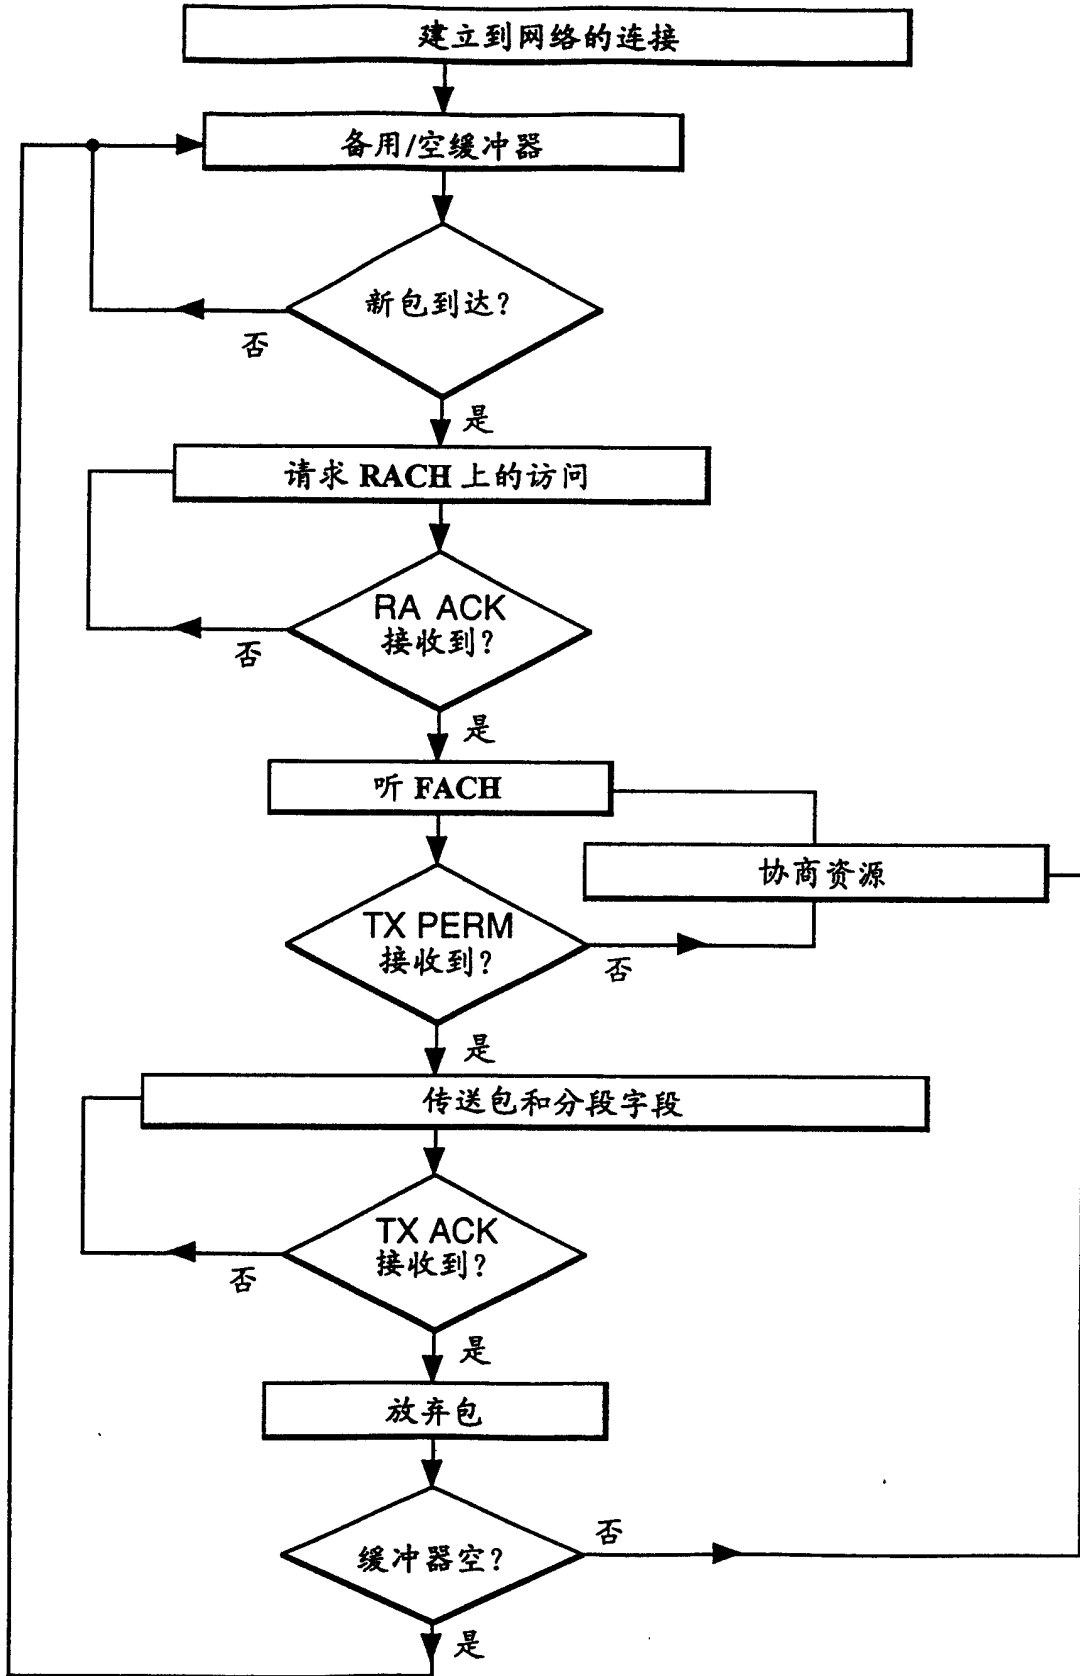 建立到网络的连接
备用/空缓冲器
新包到达?
否
是
请求 RACH 上的访问
RA ACK
接收到?
否
是
听 FACH
协商资源
TX PERM
接收到?
否
是
传送包和分段字段
TX ACK
接收到?
否
是
放弃包
缓冲器空?
否
是